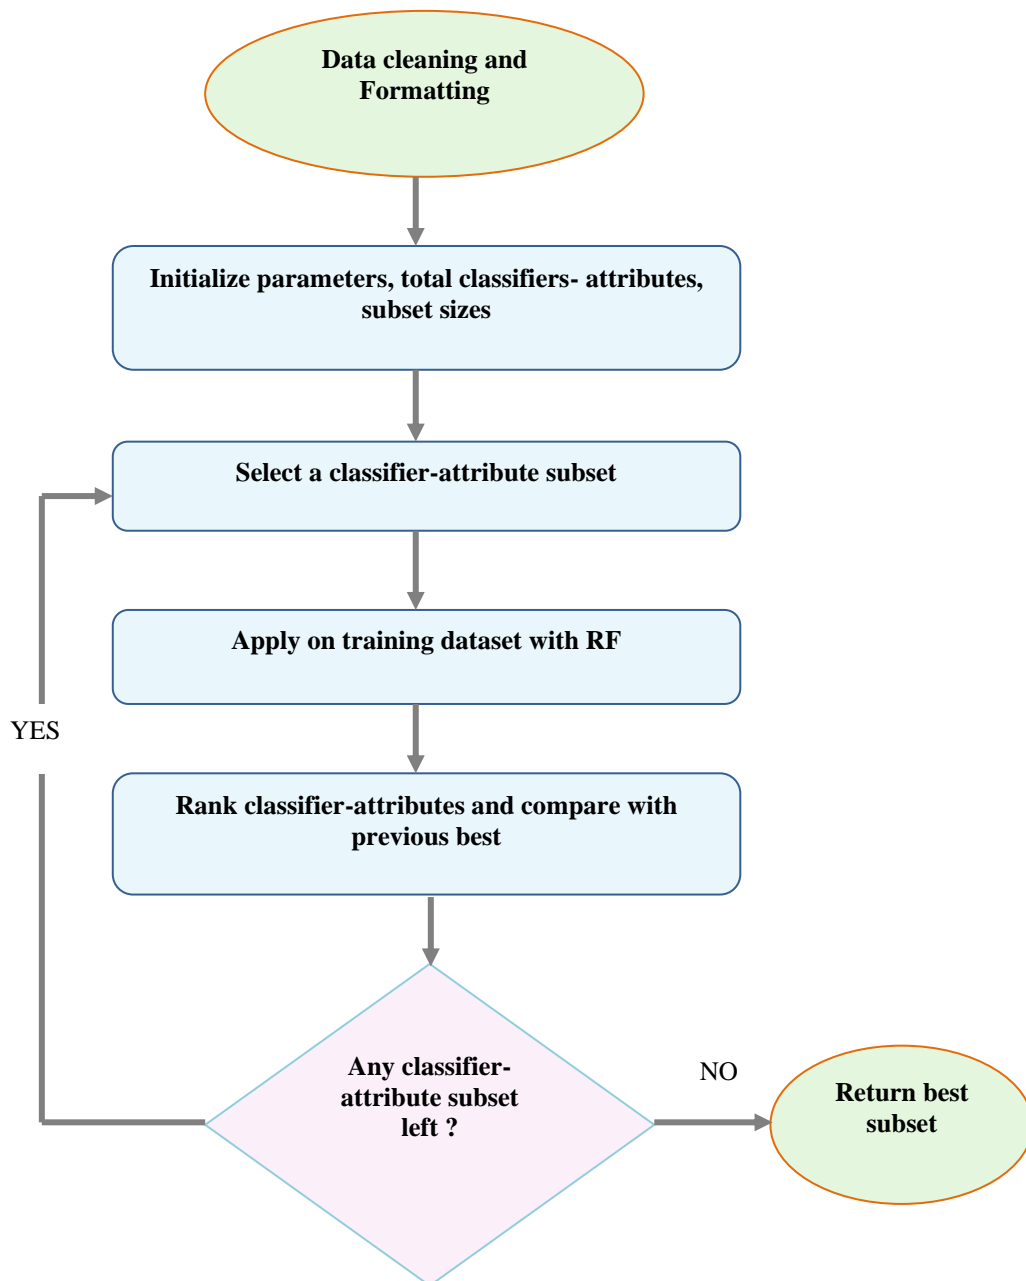 Data cleaning and
Formatting
Initialize parameters, total classifiers- attributes,
subset sizes
Select a classifier-attribute subset
Apply on training dataset with RF
YES
Rank classifier-attributes and compare with
previous best
Any classifier-
attribute subset
left ?
NO
Return best
subset